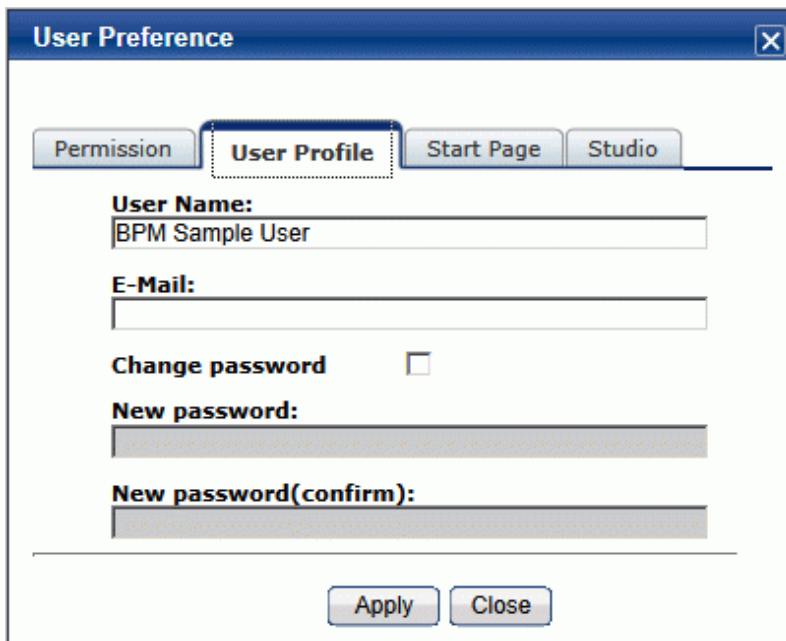 User Preference
Permission User Profile Start Page Studio
User Name:
BPM Sample User
E-Mail:
Change password
New password:
New password(confirm):
Apply Close